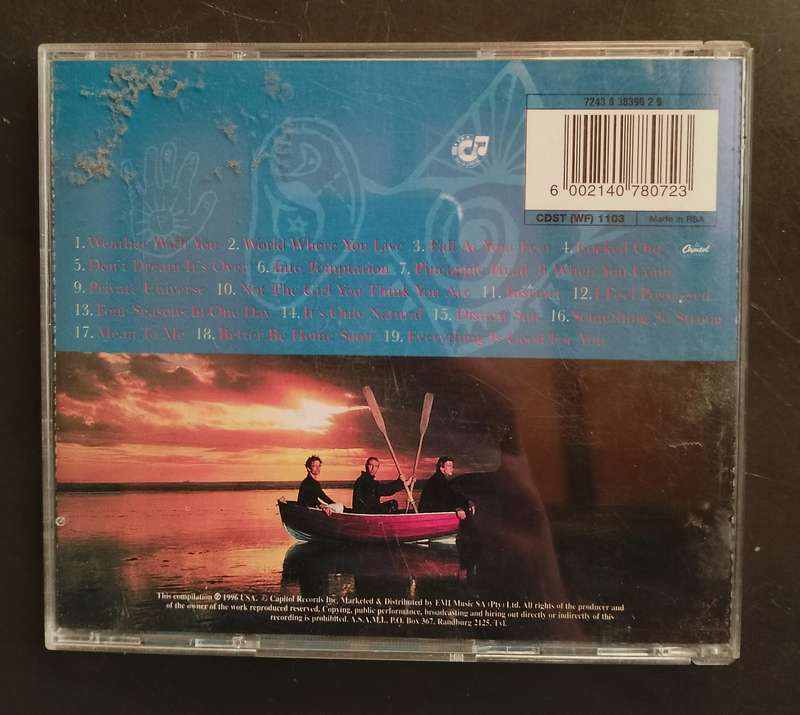 7243 8 38396 2 9
6 002140 780723
CDST (WF) 1103 Made in RSA
Capitol
1. Weather With You 2. World Where You Live 3. Fall At Your Feet 4. Locked Out
5. Don't Dream It's Over 6. Into Temptation 7. Pineapple Head 8. When You Come
9. Private Universe 10. Not The Girl You Think You Are 11. Instinct 12. I Feel Possessed
13. Four Seasons In One Day 14. It's Only Natural 15. Distant Sun 16. Something So Strong
17. Mean To Me 18. Better Be Home Soon 19. Everything Is Good For You
This compilation ℗ 1996 USA. © Capitol Records Inc. Marketed & Distributed by EMI Music SA (Pty) Ltd. All rights of the producer and
of the owner of the work reproduced reserved. Copying, public performance, broadcasting and hiring out directly or indirectly of this
recording is prohibited. A.S.A.M.I., P.O. Box 367, Randburg 2125, Tvl.